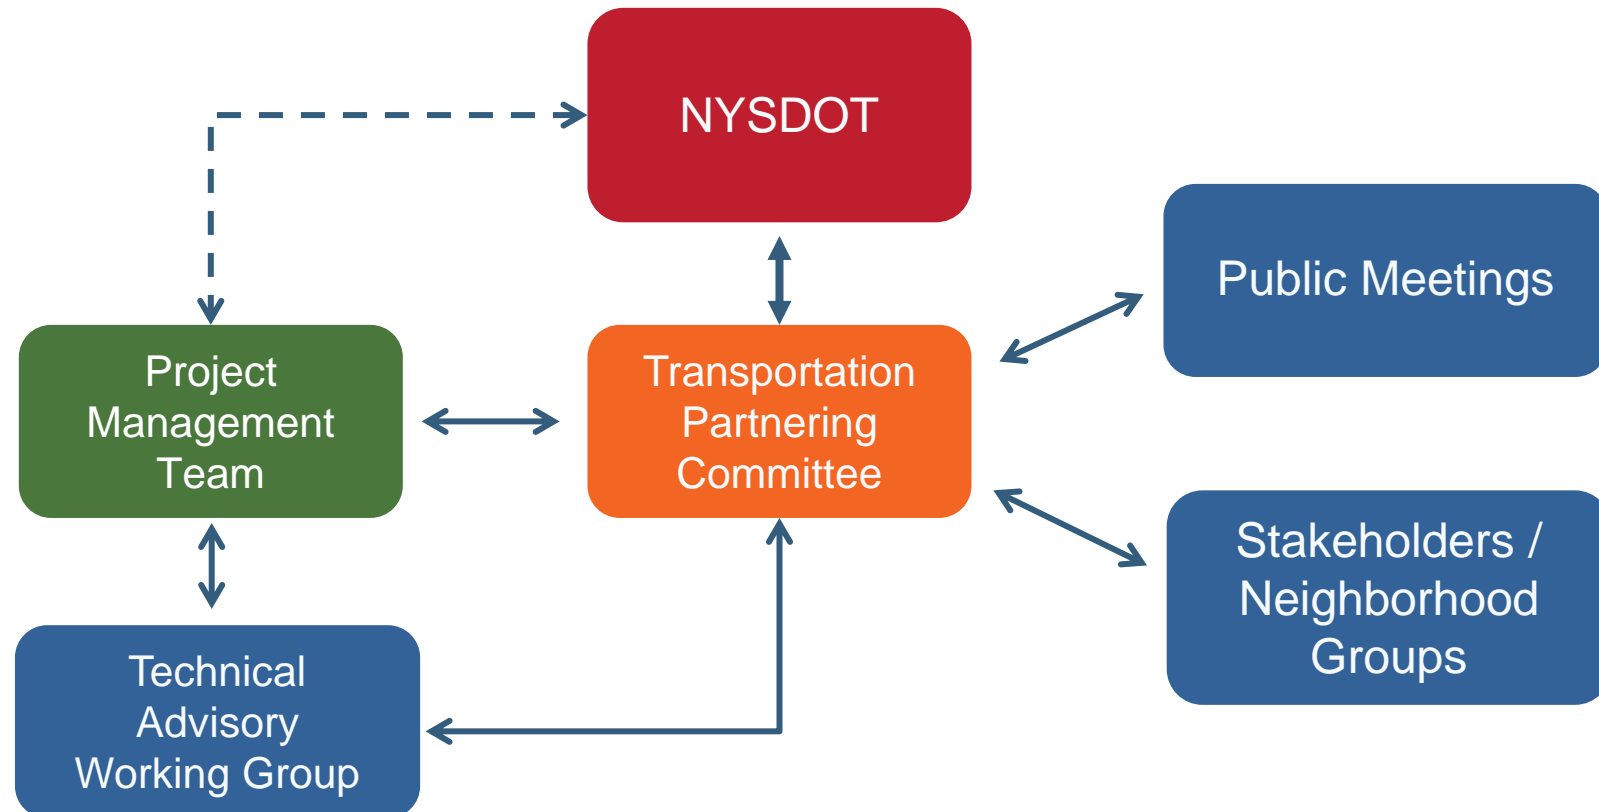 NYSDOT
Public Meetings
Project
Management
Team
Transportation
Partnering
Committee
Stakeholders /
Neighborhood
Groups
Technical
Advisory
Working Group